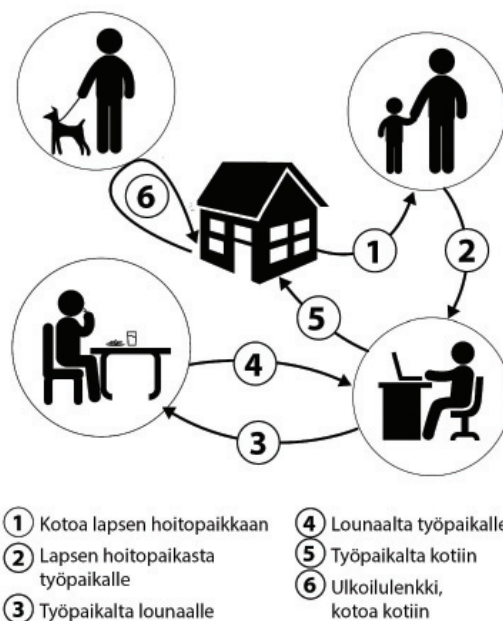 6
1
2
5
4
3
1 Kotoa lapsen hoitopaikkaan
2 Lapsen hoitopaikasta
työpaikalle
3 Työpaikalta lounaalle
4 Lounaalta työpaikalle
5 Työpaikalta kotiin
6 Ulkoilulenkki,
kotoa kotiin